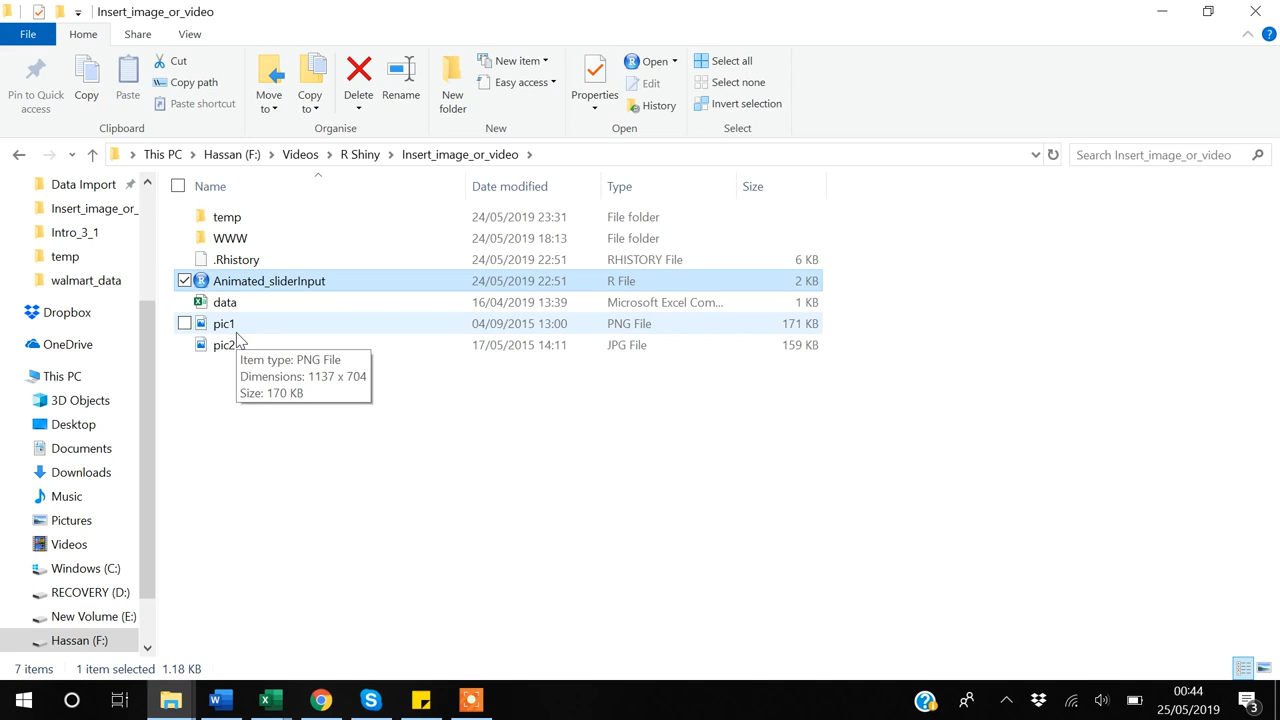 Insert_image_or_video
File Home Share View
Pin to Quick access
Copy
Paste
Cut
Copy path
Paste shortcut
Clipboard
Move to
Copy to
Delete
Rename
Organise
New folder
New item
Easy access
New
Properties
Open
Edit
History
Open
Select all
Select none
Invert selection
Select
This PC Hassan (F:) Videos R Shiny Insert_image_or_video
Search Insert_image_or_video
Name Date modified Type Size
temp 24/05/2019 23:31 File folder
WWW 24/05/2019 18:13 File folder
.Rhistory 24/05/2019 22:51 RHISTORY File 6 KB
Animated_sliderInput 24/05/2019 22:51 R File 2 KB
data 16/04/2019 13:39 Microsoft Excel Com... 1 KB
pic1 04/09/2015 13:00 PNG File 171 KB
pic2 17/05/2015 14:11 JPG File 159 KB
Item type: PNG File
Dimensions: 1137 x 704
Size: 170 KB
Data Import
Insert_image_or_
Intro_3_1
temp
walmart_data
Dropbox
OneDrive
This PC
3D Objects
Desktop
Documents
Downloads
Music
Pictures
Videos
Windows (C:)
RECOVERY (D:)
New Volume (E:)
Hassan (F:)
7 items 1 item selected 1.18 KB
00:44
25/05/2019
3